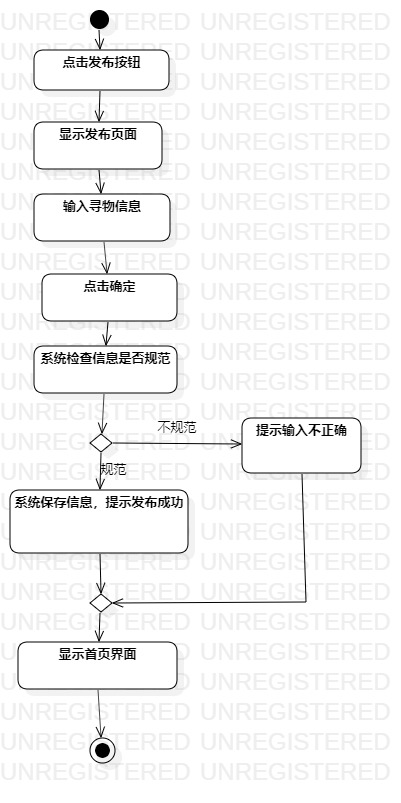 点击发布按钮
显示发布页面
输入寻物信息
点击确定
系统检查信息是否规范
不规范
提示输入不正确
规范
系统保存信息，提示发布成功
显示首页界面
UNREGISTERED